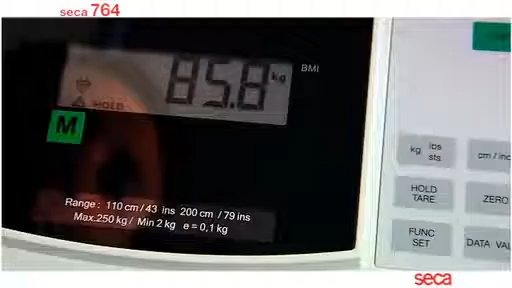 seca 764
85.8 kg
BMI
HOLD
M
Range: 110 cm / 43 ins 200 cm / 79 ins
Max.250 kg / Min 2 kg e = 0,1 kg
kg lbs sts
cm / inc
HOLD TARE
ZERO
FUNC SET
DATA VAL
seca